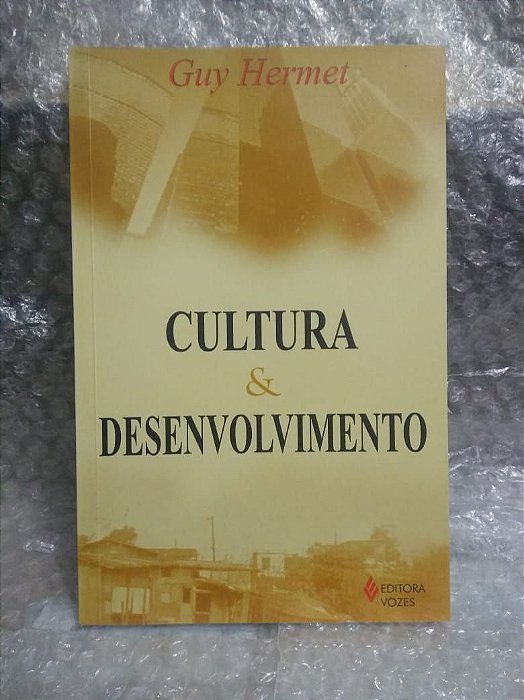 Guy Hermet
CULTURA
&
DESENVOLVIMENTO
EDITORA
VOZES